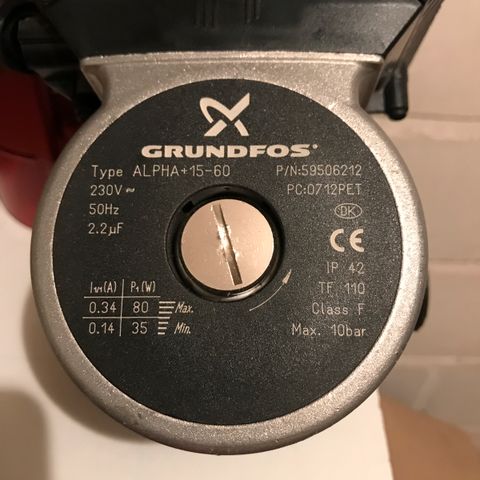 GRUNDFOS
Type ALPHA+15-60 P/N:59506212
230V~ PC:0712PET
50Hz
2.2µF
DK
CE
IP 42
I1/1(A) P1(W) TF 110
0.34 80 Max. Class F
0.14 35 Min. Max. 10bar